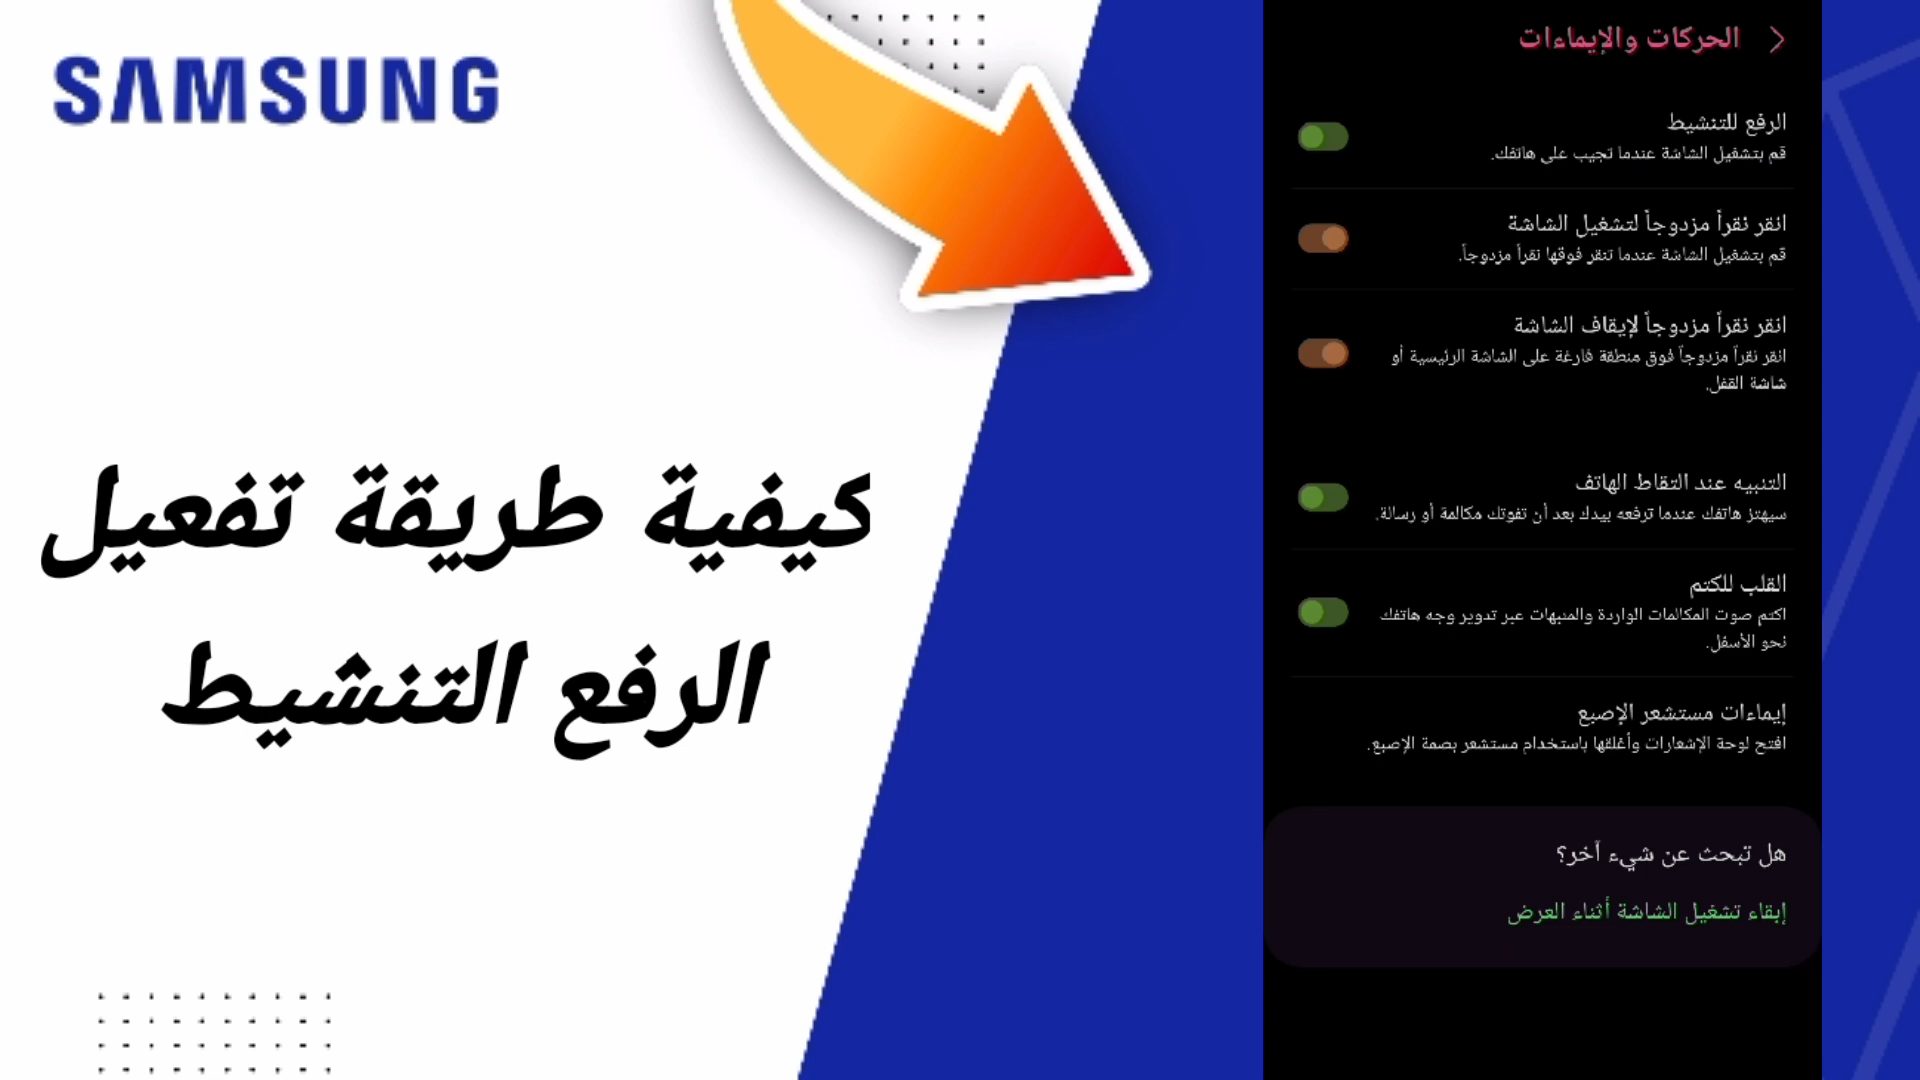 SAMSUNG
كيفية طريقة تفعيل
الرفع التنشيط
الحركات والإيماءات
الرفع للتنشيط
قم بتشغيل الشاشة عندما تجيب على هاتفك.
انقر نقراً مزدوجاً لتشغيل الشاشة
قم بتشغيل الشاشة عندما تنقر فوقها نقراً مزدوجاً.
انقر نقراً مزدوجاً لإيقاف الشاشة
انقر نقراً مزدوجاً فوق منطقة فارغة على الشاشة الرئيسية أو
شاشة القفل.
التنبيه عند التقاط الهاتف
سيهتز هاتفك عندما ترفعه بيدك بعد أن تفوتك مكالمة أو رسالة.
القلب للكتم
اكتم صوت المكالمات الواردة والمنبهات عبر تدوير وجه هاتفك
نحو الأسفل.
إيماءات مستشعر الإصبع
افتح لوحة الإشعارات وأغلقها باستخدام مستشعر بصمة الإصبع.
هل تبحث عن شيء آخر؟
إبقاء تشغيل الشاشة أثناء العرض